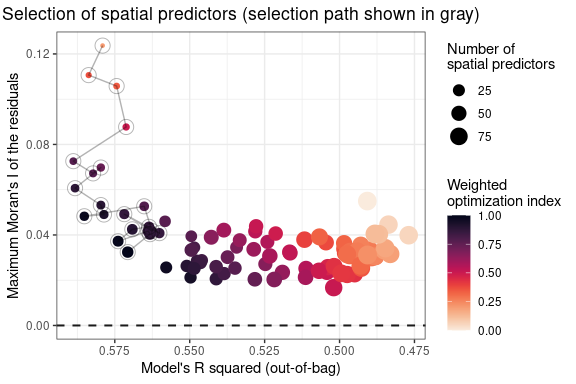 Selection of spatial predictors (selection path shown in gray)
Maximum Moran's I of the residuals
0.12
0.08
0.04
0.00
0.575
0.550
0.525
0.500
0.475
Model's R squared (out-of-bag)
Number of
spatial predictors
25
50
75
Weighted
optimization index
1.00
0.75
0.50
0.25
0.00